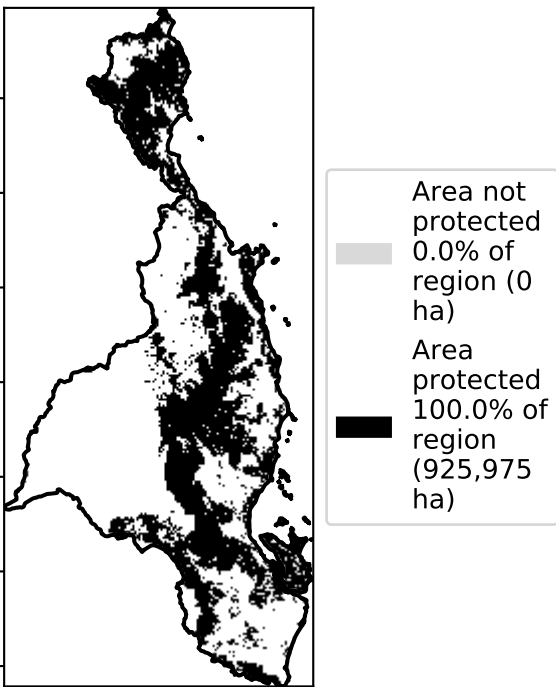 Area not
protected
0.0% of
region (0
ha)
Area
protected
100.0% of
region
(925,975
ha)